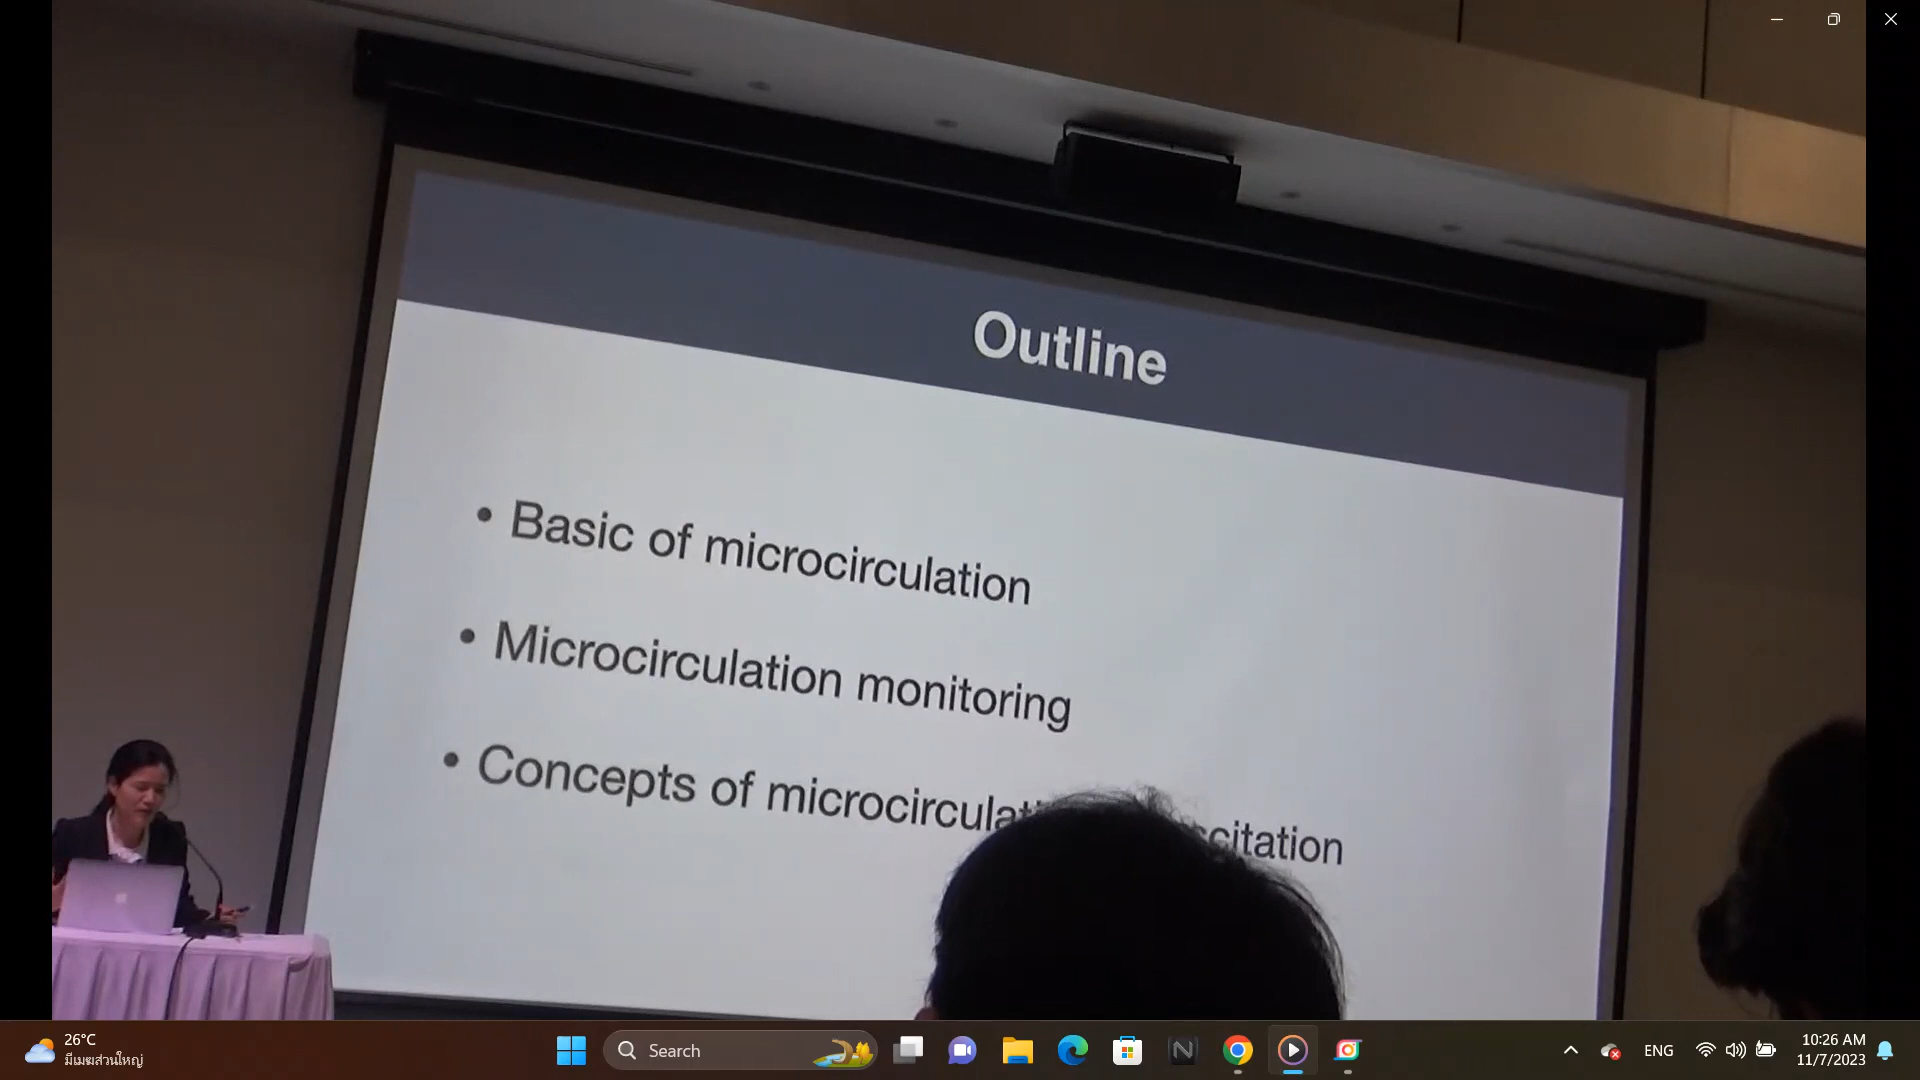 Outline
• Basic of microcirculation
• Microcirculation monitoring
• Concepts of
26°C
มีเมฆส่วนใหญ่
Search
ENG
10:26 AM
11/7/2023